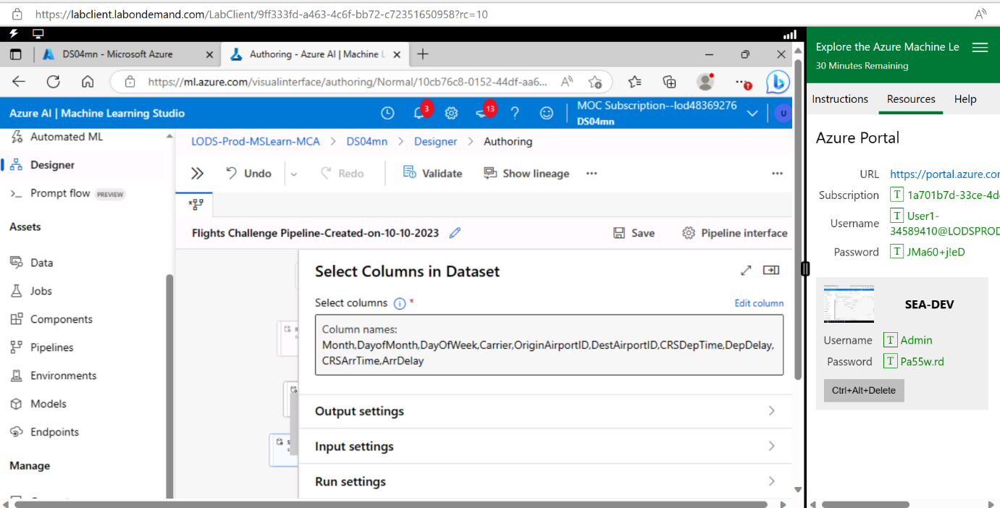 https://labclient.labondemand.com/LabClient/9ff333fd-a463-4c6f-bb72-c72351650958?rc=10
DS04mn - Microsoft Azure
Authoring - Azure AI | Machine L
https://ml.azure.com/visualinterface/authoring/Normal/10cb76c8-0152-44df-aa6...
Azure AI | Machine Learning Studio
3
13
MOC Subscription--lod48369276
DS04mn
U
Automated ML
Designer
Prompt flow PREVIEW
Assets
Data
Jobs
Components
Pipelines
Environments
Models
Endpoints
Manage
LODS-Prod-MSLearn-MCA > DS04mn > Designer > Authoring
Undo
Redo
Validate
Show lineage
Flights Challenge Pipeline-Created-on-10-10-2023
Save
Pipeline interface
Select Columns in Dataset
Select columns *
Edit column
Column names:
Month,DayofMonth,DayOfWeek,Carrier,OriginAirportID,DestAirportID,CRSDepTime,DepDelay,
CRSArrTime,ArrDelay
Output settings
Input settings
Run settings
Explore the Azure Machine Le
30 Minutes Remaining
Instructions
Resources
Help
Azure Portal
URL https://portal.azure.cor
Subscription T 1a701b7d-33ce-4d
Username T User1-
34589410@LODSPROD
Password T JMa60+j!eD
SEA-DEV
Username T Admin
Password T Pa55w.rd
Ctrl+Alt+Delete